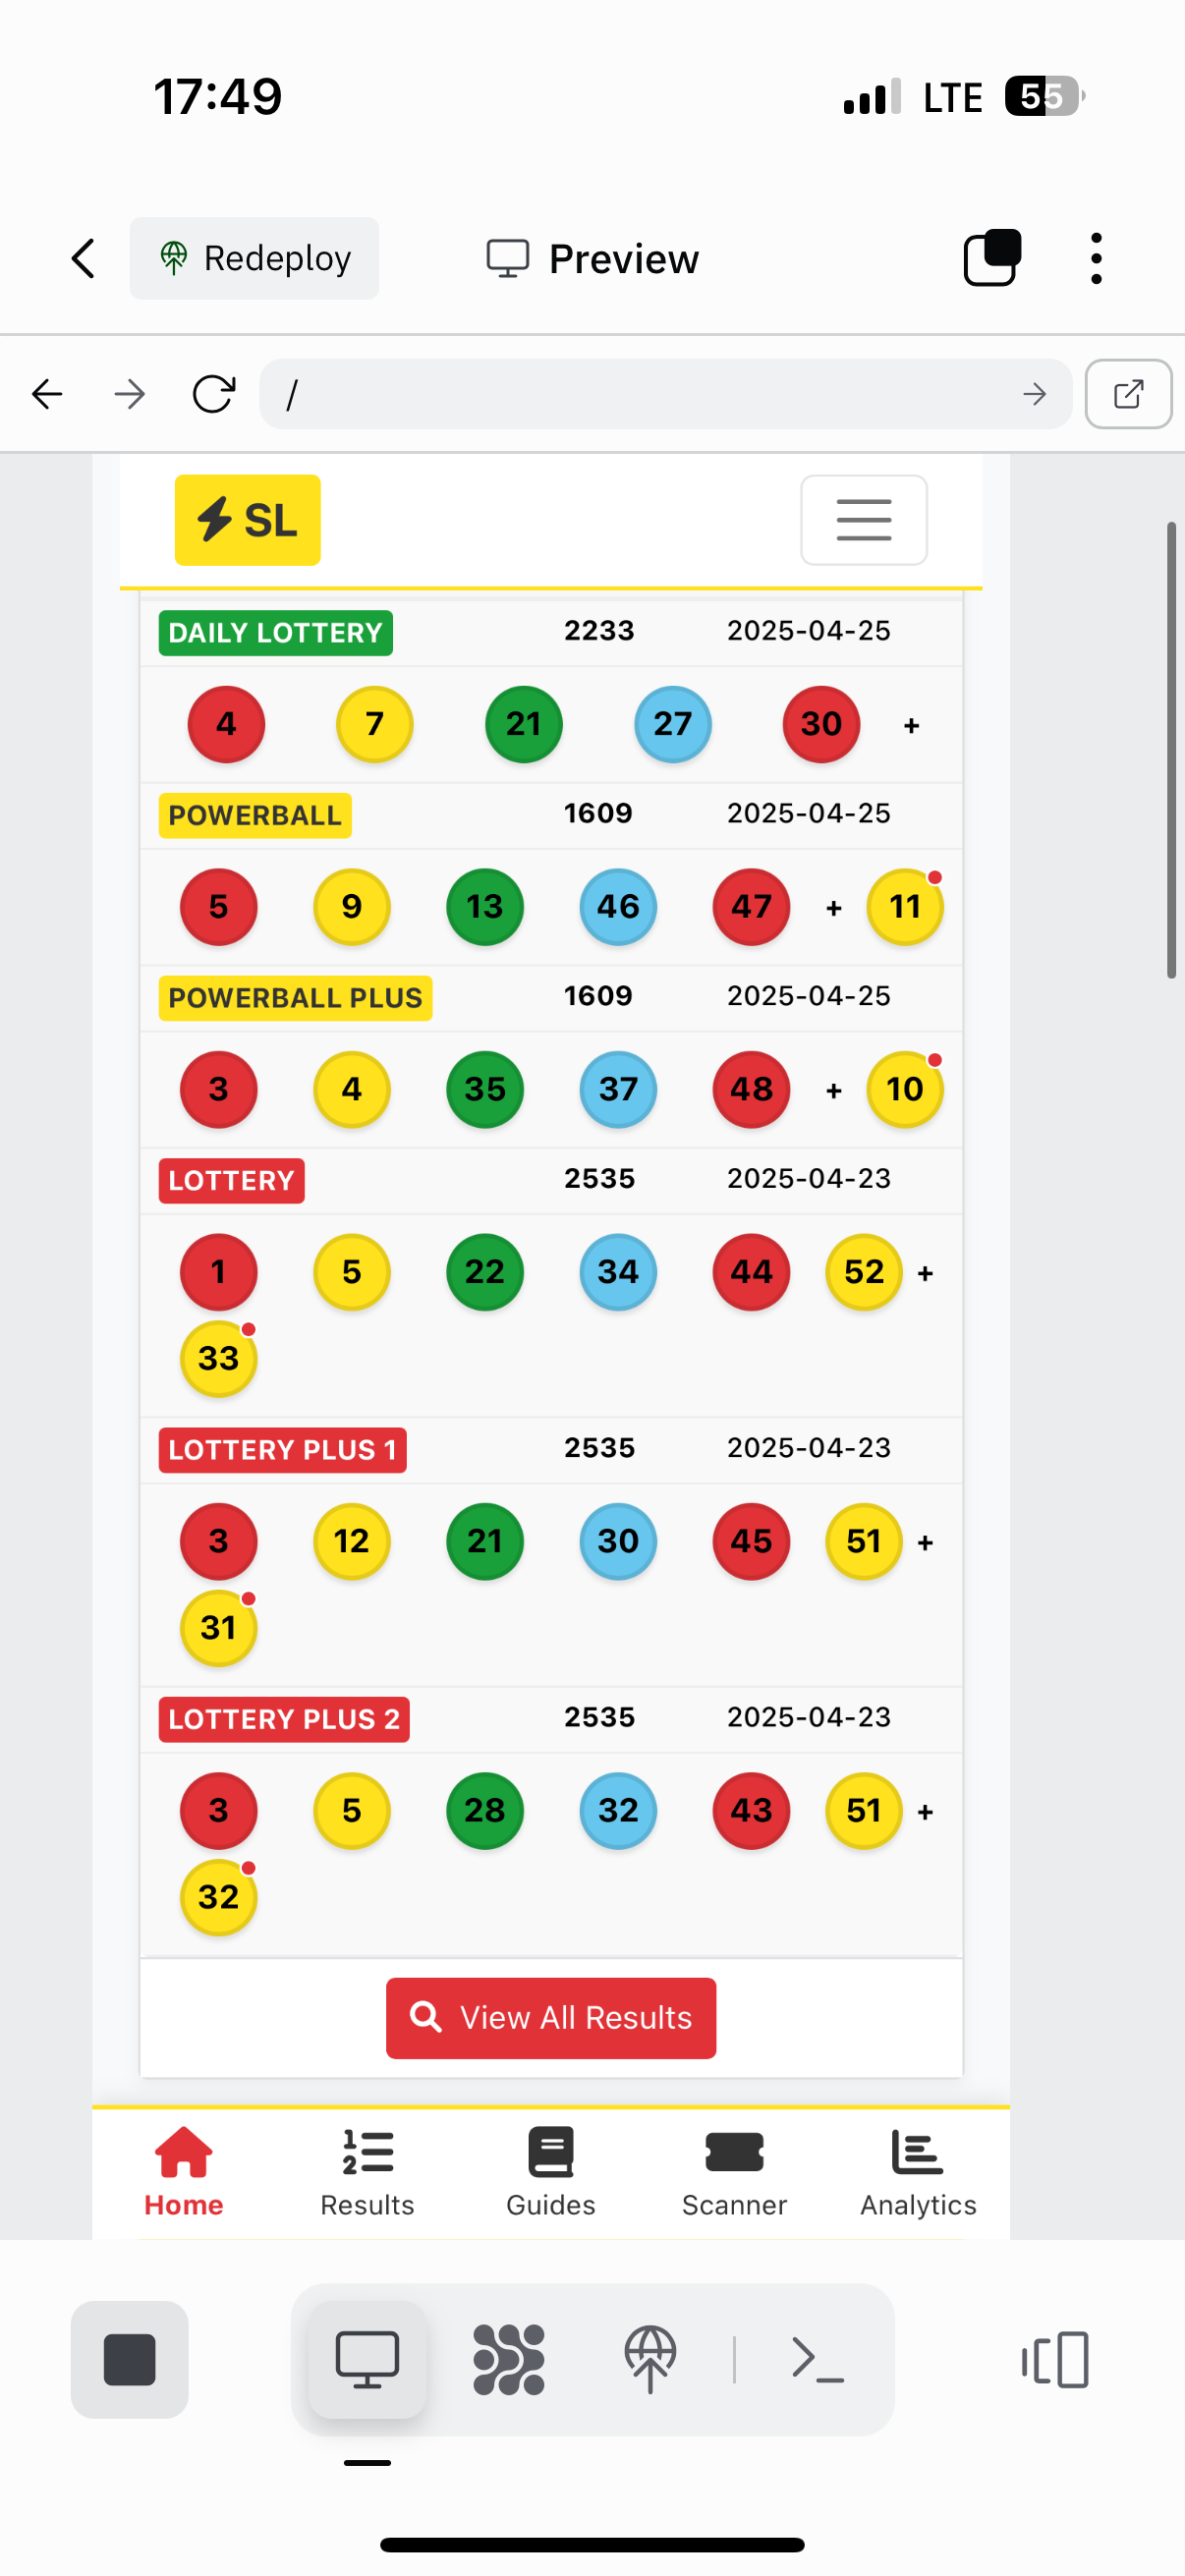 17:49 LTE 55
Redeploy Preview
/
SL
DAILY LOTTERY 2233 2025-04-25
4 7 21 27 30 +
POWERBALL 1609 2025-04-25
5 9 13 46 47 + 11
POWERBALL PLUS 1609 2025-04-25
3 4 35 37 48 + 10
LOTTERY 2535 2025-04-23
1 5 22 34 44 52 +
33
LOTTERY PLUS 1 2535 2025-04-23
3 12 21 30 45 51 +
31
LOTTERY PLUS 2 2535 2025-04-23
3 5 28 32 43 51 +
32
View All Results
Home Results Guides Scanner Analytics